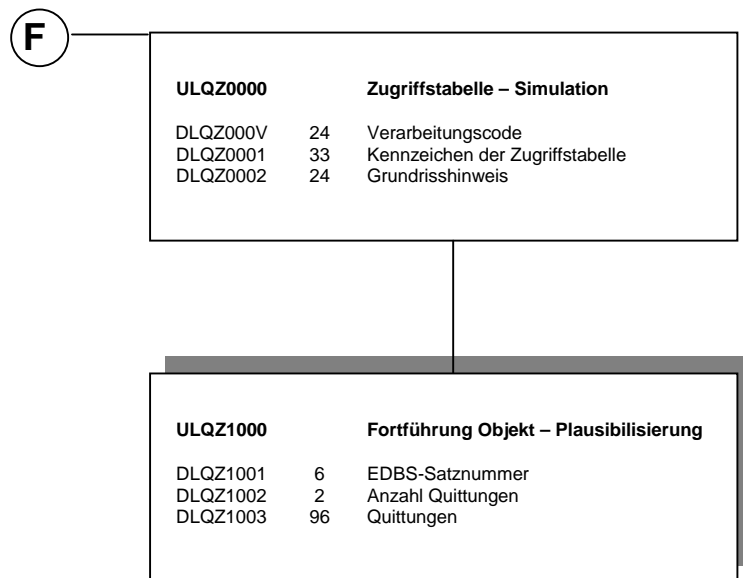 F
ULQZ0000 Zugriffstabelle – Simulation
DLQZ000V 24 Verarbeitungscode
DLQZ0001 33 Kennzeichen der Zugriffstabelle
DLQZ0002 24 Grundrisshinweis
ULQZ1000 Fortführung Objekt – Plausibilisierung
DLQZ1001 6 EDBS-Satznummer
DLQZ1002 2 Anzahl Quittungen
DLQZ1003 96 Quittungen